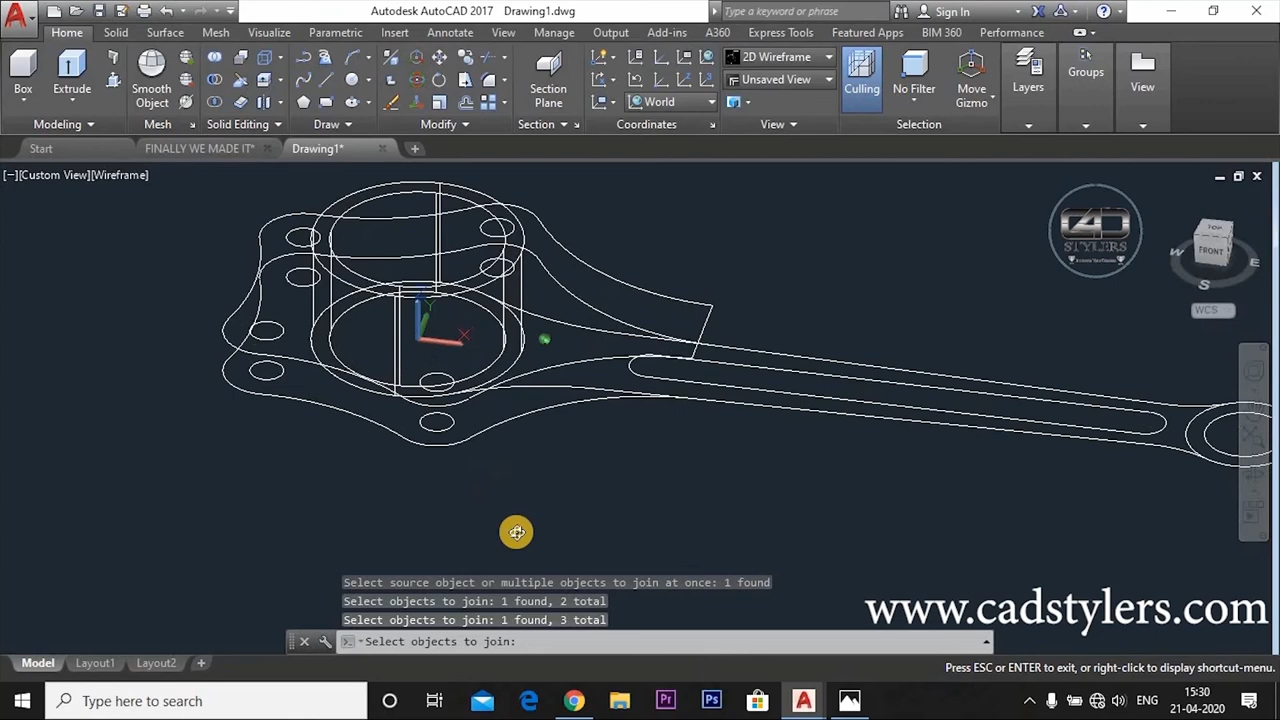 Autodesk AutoCAD 2017 Drawing1.dwg
Type a keyword or phrase
Sign In
Home Solid Surface Mesh Visualize Parametric Insert Annotate View Manage Output Add-ins A360 Express Tools Featured Apps BIM 360 Performance
Box
Extrude
Smooth
Object
Section
Plane
World
2D Wireframe
Unsaved View
Culling
No Filter
Move
Gizmo
Layers
Groups
View
Modeling
Mesh
Solid Editing
Draw
Modify
Section
Coordinates
View
Selection
Start
FINALLY WE MADE IT*
Drawing1*
[−][Custom View][Wireframe]
CAD
STYLERS
TOP
FRONT
W
E
S
WCS
X
Y
Select source object or multiple objects to join at once: 1 found
Select objects to join: 1 found, 2 total
Select objects to join: 1 found, 3 total
Select objects to join:
www.cadstylers.com
Model Layout1 Layout2
Press ESC or ENTER to exit, or right-click to display shortcut-menu.
Type here to search
Pr
Ps
ENG
15:30
21-04-2020